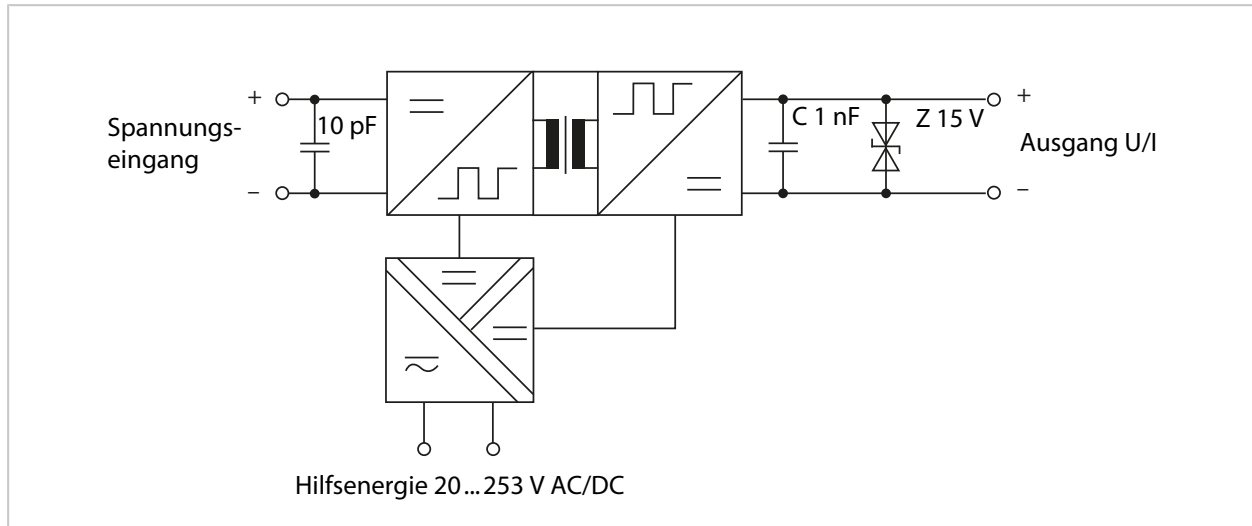 +
Spannungs-
eingang
−
10 pF
C 1 nF
Z 15 V
+
Ausgang U/I
−
Hilfsenergie 20 ... 253 V AC/DC